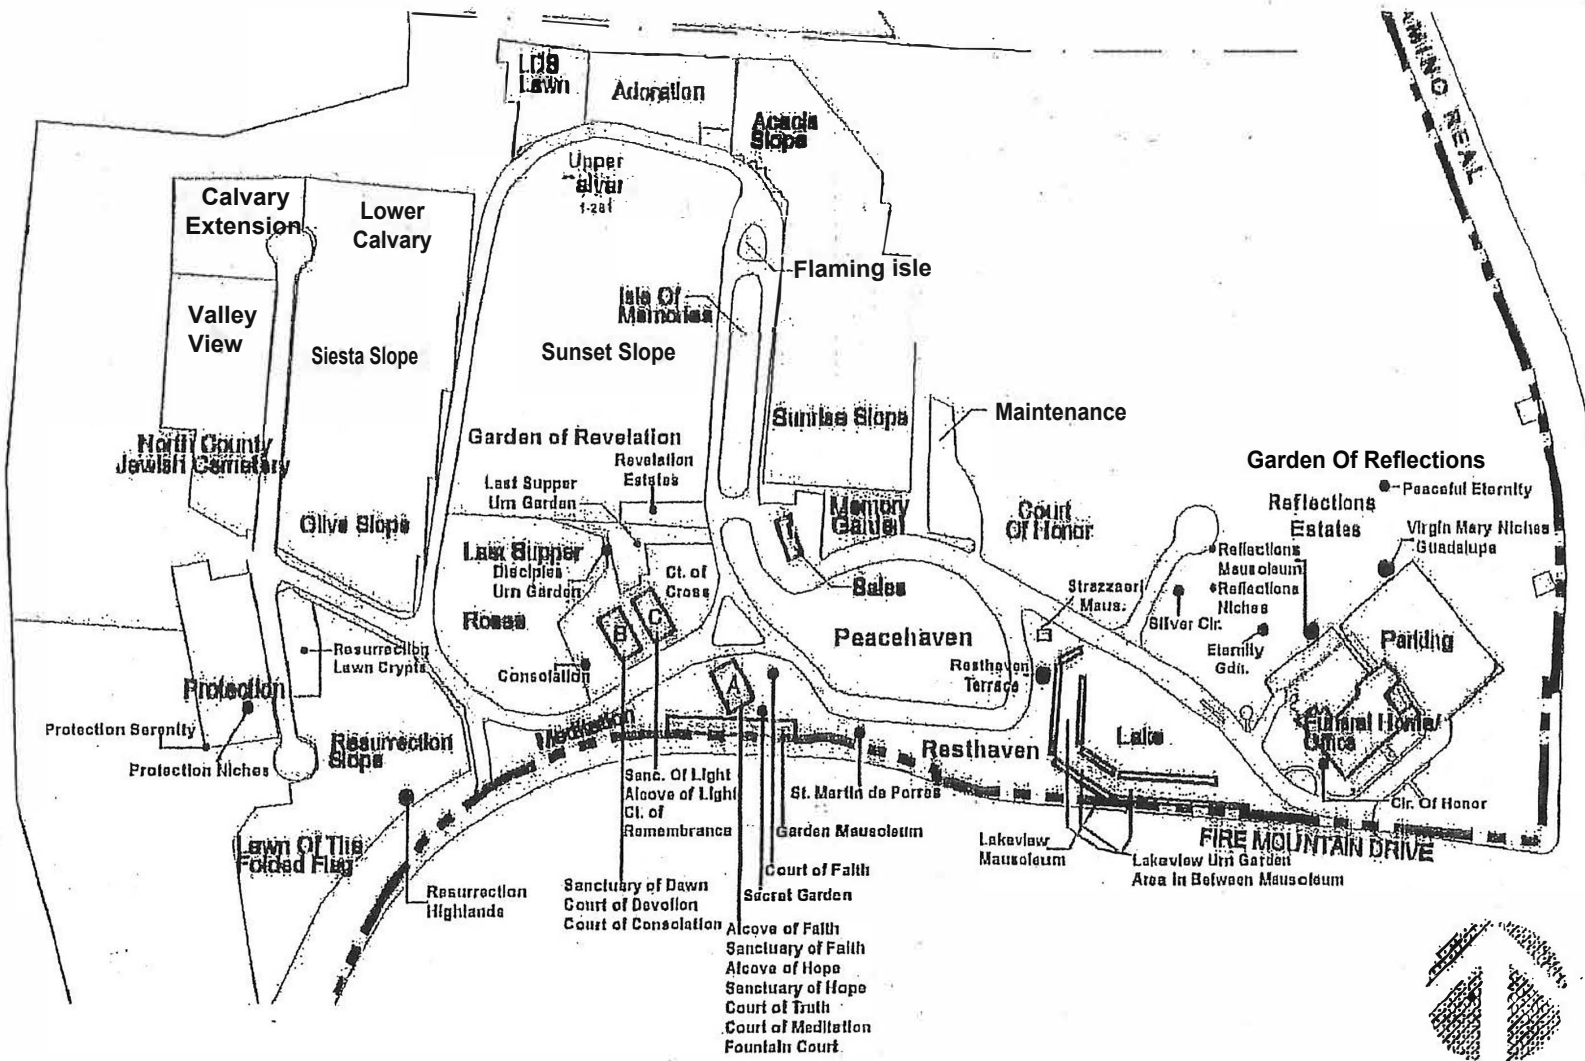 LDS
Lawn
Adoration
Acacia
Slope
AMINO REAL
Upper
alvar
1-281
Calvary
Extension
Lower
Calvary
Flaming isle
Isle Of
Memories
Valley
View
Siesta Slope
Sunset Slope
Sunrise Slope
Maintenance
North County
Jewish Cemetery
Garden of Revelation
Revelation
Estates
Last Supper
Urn Garden
Garden Of Reflections
Peaceful Eternity
Reflections
Estates
Virgin Mary Niches
Guadalupe
Memory
Garden
Court
Of Honor
Olive Slope
Last Supper
Disciples
Urn Garden
Ct. of
Cross
Sales
Reflections
Mausoleum
Reflections
Niches
Strazzeri
Maus.
Silver Cir.
Roses
B
C
Peacehaven
Eternity
Gdn.
Parking
Resurrection
Lawn Crypts
Consolation
Resthaven
Terrace
A
Protection
Protection Serenity
Protection Niches
Resurrection
Slope
Meditation
Resthaven
Lake
Funeral Home/
Office
Sanc. Of Light
Alcove of Light
Ct. of
Remembrance
St. Martin de Porres
Cir. Of Honor
Garden Mausoleum
Lakeview
Mausoleum
FIRE MOUNTAIN DRIVE
Lakeview Urn Garden
Area In Between Mausoleum
Lawn Of The
Folded Flag
Resurrection
Highlands
Court of Faith
Secret Garden
Sanctuary of Dawn
Court of Devotion
Court of Consolation
Alcove of Faith
Sanctuary of Faith
Alcove of Hope
Sanctuary of Hope
Court of Truth
Court of Meditation
Fountain Court